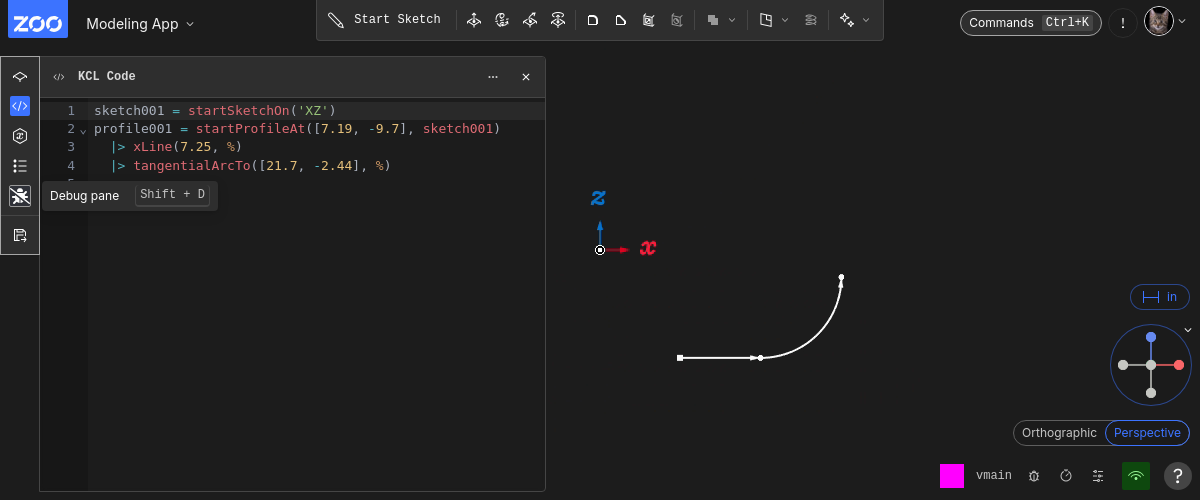 ZOO Modeling App
Start Sketch
Commands Ctrl+K !
</> KCL Code
1 sketch001 = startSketchOn('XZ')
2 profile001 = startProfileAt([7.19, -9.7], sketch001)
3 |> xLine(7.25, %)
4 |> tangentialArcTo([21.7, -2.44], %)
Debug pane Shift + D
z
x
in
Orthographic Perspective
vmain
?